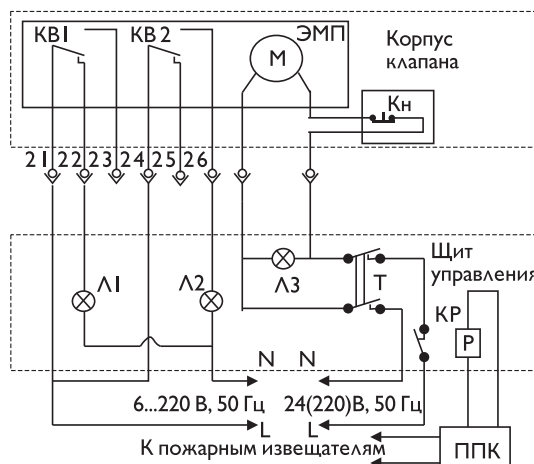 КВ1 КВ2 ЭМП
М
Корпус
клапана
Кн
21 22 23 24 25 26
Щит
управления
Л1 Л2 Л3 Т
КР
Р
N N
6...220 В, 50 Гц 24(220)В, 50 Гц
L L
К пожарным извещателям
ППК